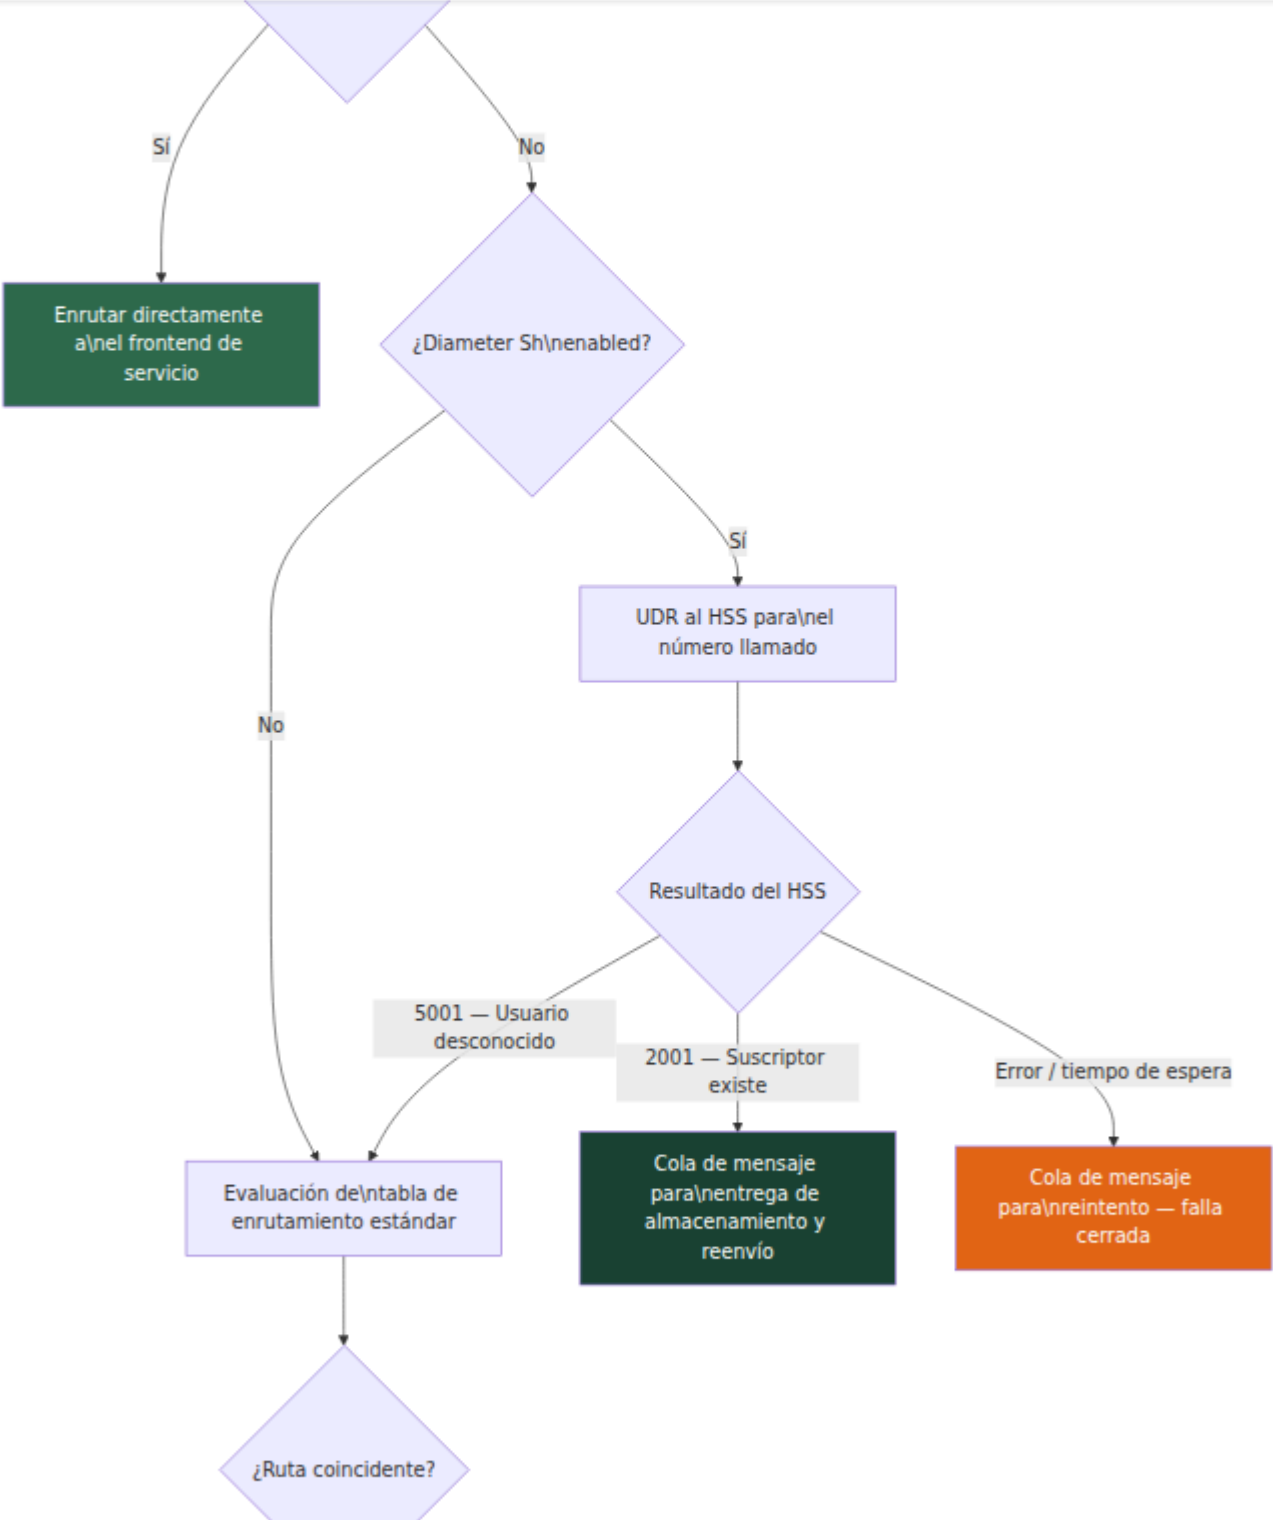 Sí
No
Enrutar directamente
a\nel frontend de
servicio
¿Diameter Sh\nenabled?
Sí
UDR al HSS para\nel
número llamado
No
Resultado del HSS
5001 — Usuario
desconocido
2001 — Suscriptor
existe
Error / tiempo de espera
Evaluación de\ntabla de
enrutamiento estándar
Cola de mensaje
para\nentrega de
almacenamiento y
reenvío
Cola de mensaje
para\nreintento — falla
cerrada
¿Ruta coincidente?